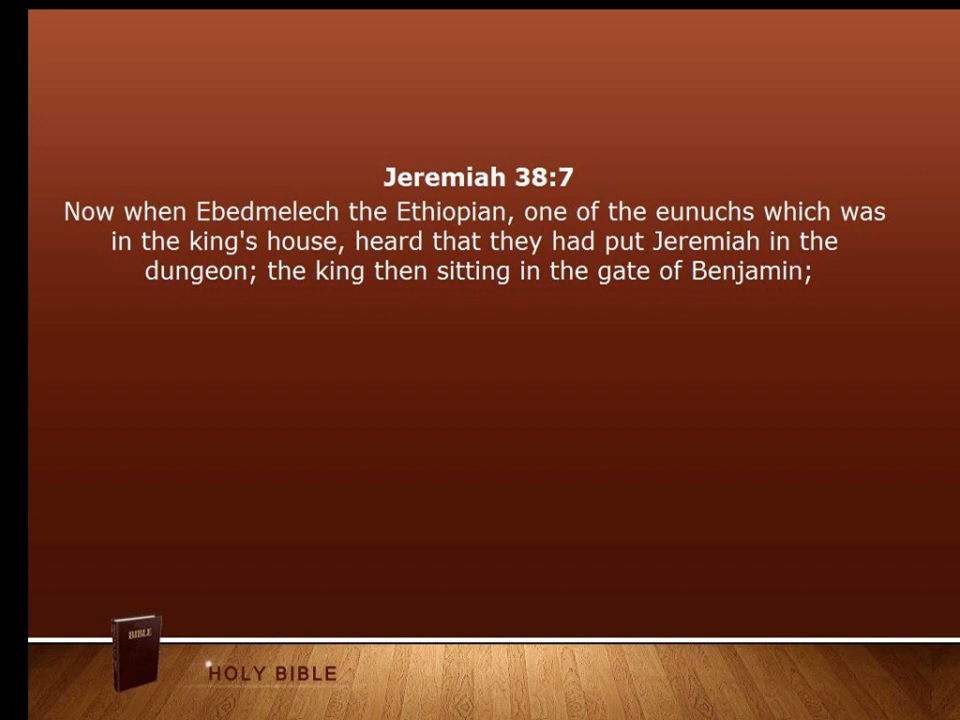 Jeremiah 38:7
Now when Ebedmelech the Ethiopian, one of the eunuchs which was
in the king's house, heard that they had put Jeremiah in the
dungeon; the king then sitting in the gate of Benjamin;
BIBLE
HOLY BIBLE